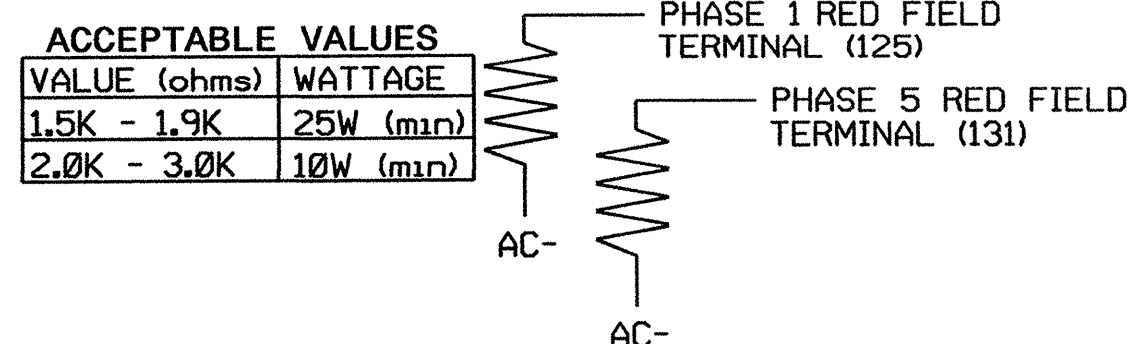 ACCEPTABLE VALUES
VALUE (ohms) WATTAGE
1.5K - 1.9K 25W (min)
2.0K - 3.0K 10W (min)
PHASE 1 RED FIELD
TERMINAL (125)
AC-
PHASE 5 RED FIELD
TERMINAL (131)
AC-